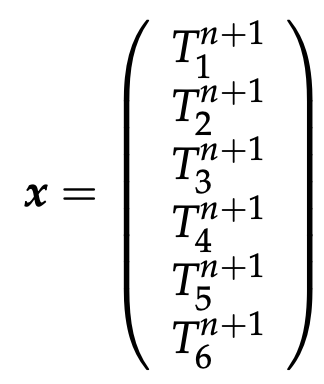 x = ( T_1^{n+1}
T_2^{n+1}
T_3^{n+1}
T_4^{n+1}
T_5^{n+1}
T_6^{n+1} )